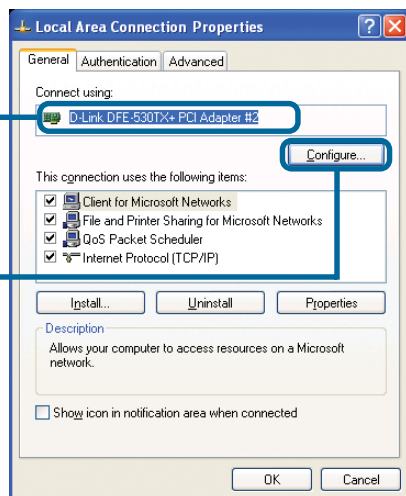 Local Area Connection Properties
General Authentication Advanced
Connect using:
D-Link DFE-530TX+ PCI Adapter #2
Configure...
This connection uses the following items:
Client for Microsoft Networks
File and Printer Sharing for Microsoft Networks
QoS Packet Scheduler
Internet Protocol (TCP/IP)
Install... Uninstall Properties
Description
Allows your computer to access resources on a Microsoft
network.
Show icon in notification area when connected
OK Cancel